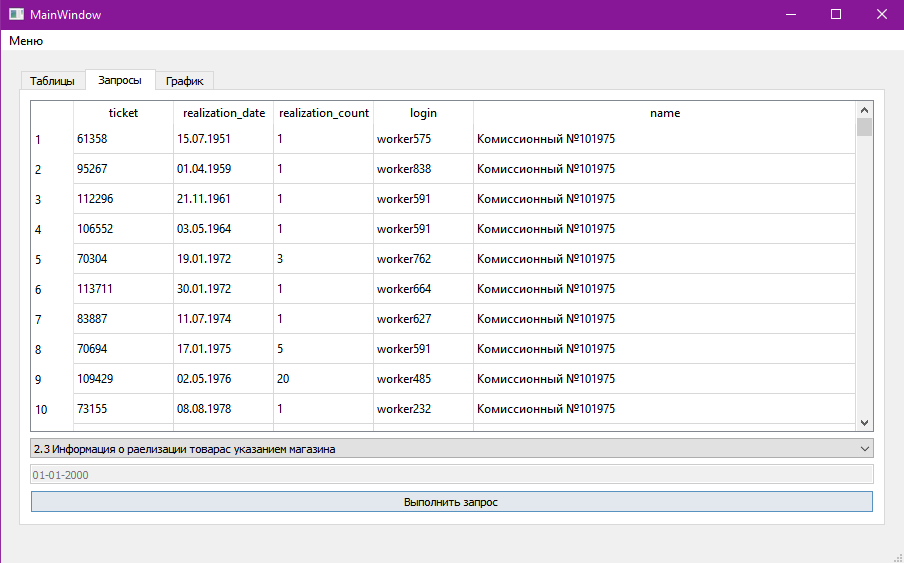 MainWindow
Меню
Таблицы Запросы График
ticket realization_date realization_count login name
1 61358 15.07.1951 1 worker575 Комиссионный №101975
2 95267 01.04.1959 1 worker838 Комиссионный №101975
3 112296 21.11.1961 1 worker591 Комиссионный №101975
4 106552 03.05.1964 1 worker591 Комиссионный №101975
5 70304 19.01.1972 3 worker762 Комиссионный №101975
6 113711 30.01.1972 1 worker664 Комиссионный №101975
7 83887 11.07.1974 1 worker627 Комиссионный №101975
8 70694 17.01.1975 5 worker591 Комиссионный №101975
9 109429 02.05.1976 20 worker485 Комиссионный №101975
10 73155 08.08.1978 1 worker232 Комиссионный №101975
2.3 Информация о раелизации товарас указанием магазина
01-01-2000
Выполнить запрос